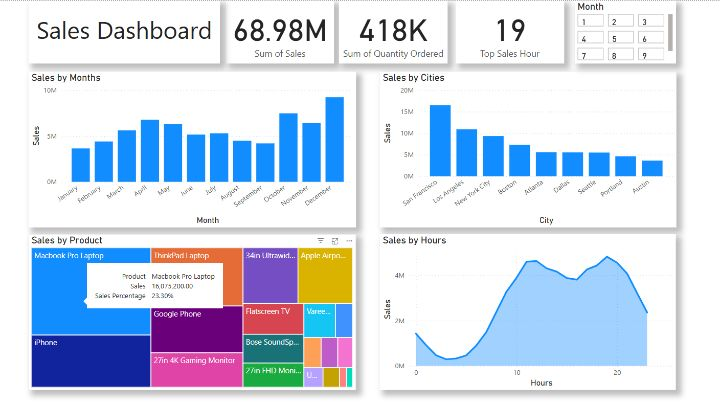 Sales Dashboard
68.98M
Sum of Sales
418K
Sum of Quantity Ordered
19
Top Sales Hour
Month
1 2 3
4 5 6
7 8 9
Sales by Months
10M
5M
0M
Sales
January February March April May June July August September October November December
Month
Sales by Cities
20M
15M
10M
5M
0M
Sales
San Francisco Los Angeles New York City Boston Atlanta Dallas Seattle Portland Austin
City
Sales by Product
Macbook Pro Laptop
ThinkPad Laptop
34in Ultrawid...
Apple Airpo...
Product Macbook Pro Laptop
Sales 16,075,200.00
Sales Percentage 23.30%
Google Phone
Flatscreen TV
Varee...
iPhone
Bose SoundSp...
27in 4K Gaming Monitor
27in FHD Moni...
U...
Sales by Hours
4M
2M
0M
Sales
0 10 20
Hours